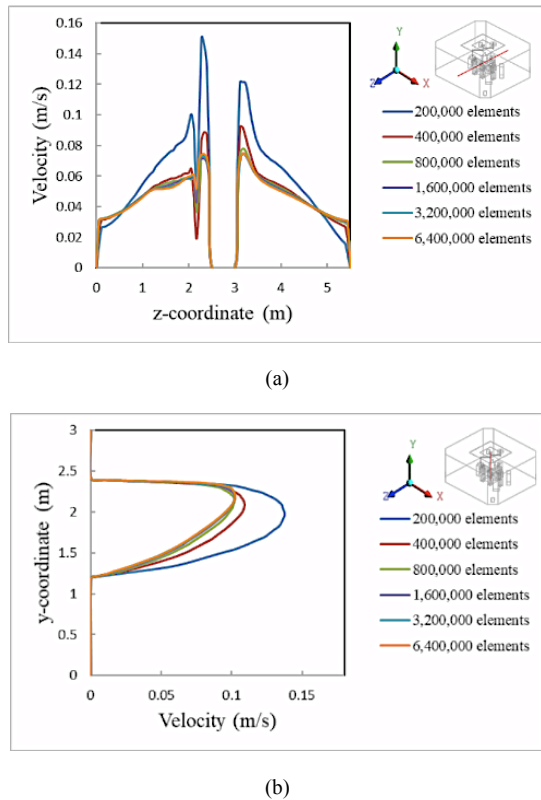 0.16
0.14
0.12
0.1
0.08
0.06
0.04
0.02
0
Velocity (m/s)
0 1 2 3 4 5
z-coordinate (m)
Y
Z X
200,000 elements
400,000 elements
800,000 elements
1,600,000 elements
3,200,000 elements
6,400,000 elements
(a)
3
2.5
2
1.5
1
0.5
0
y-coordinate (m)
0 0.05 0.1 0.15
Velocity (m/s)
Y
Z X
200,000 elements
400,000 elements
800,000 elements
1,600,000 elements
3,200,000 elements
6,400,000 elements
(b)